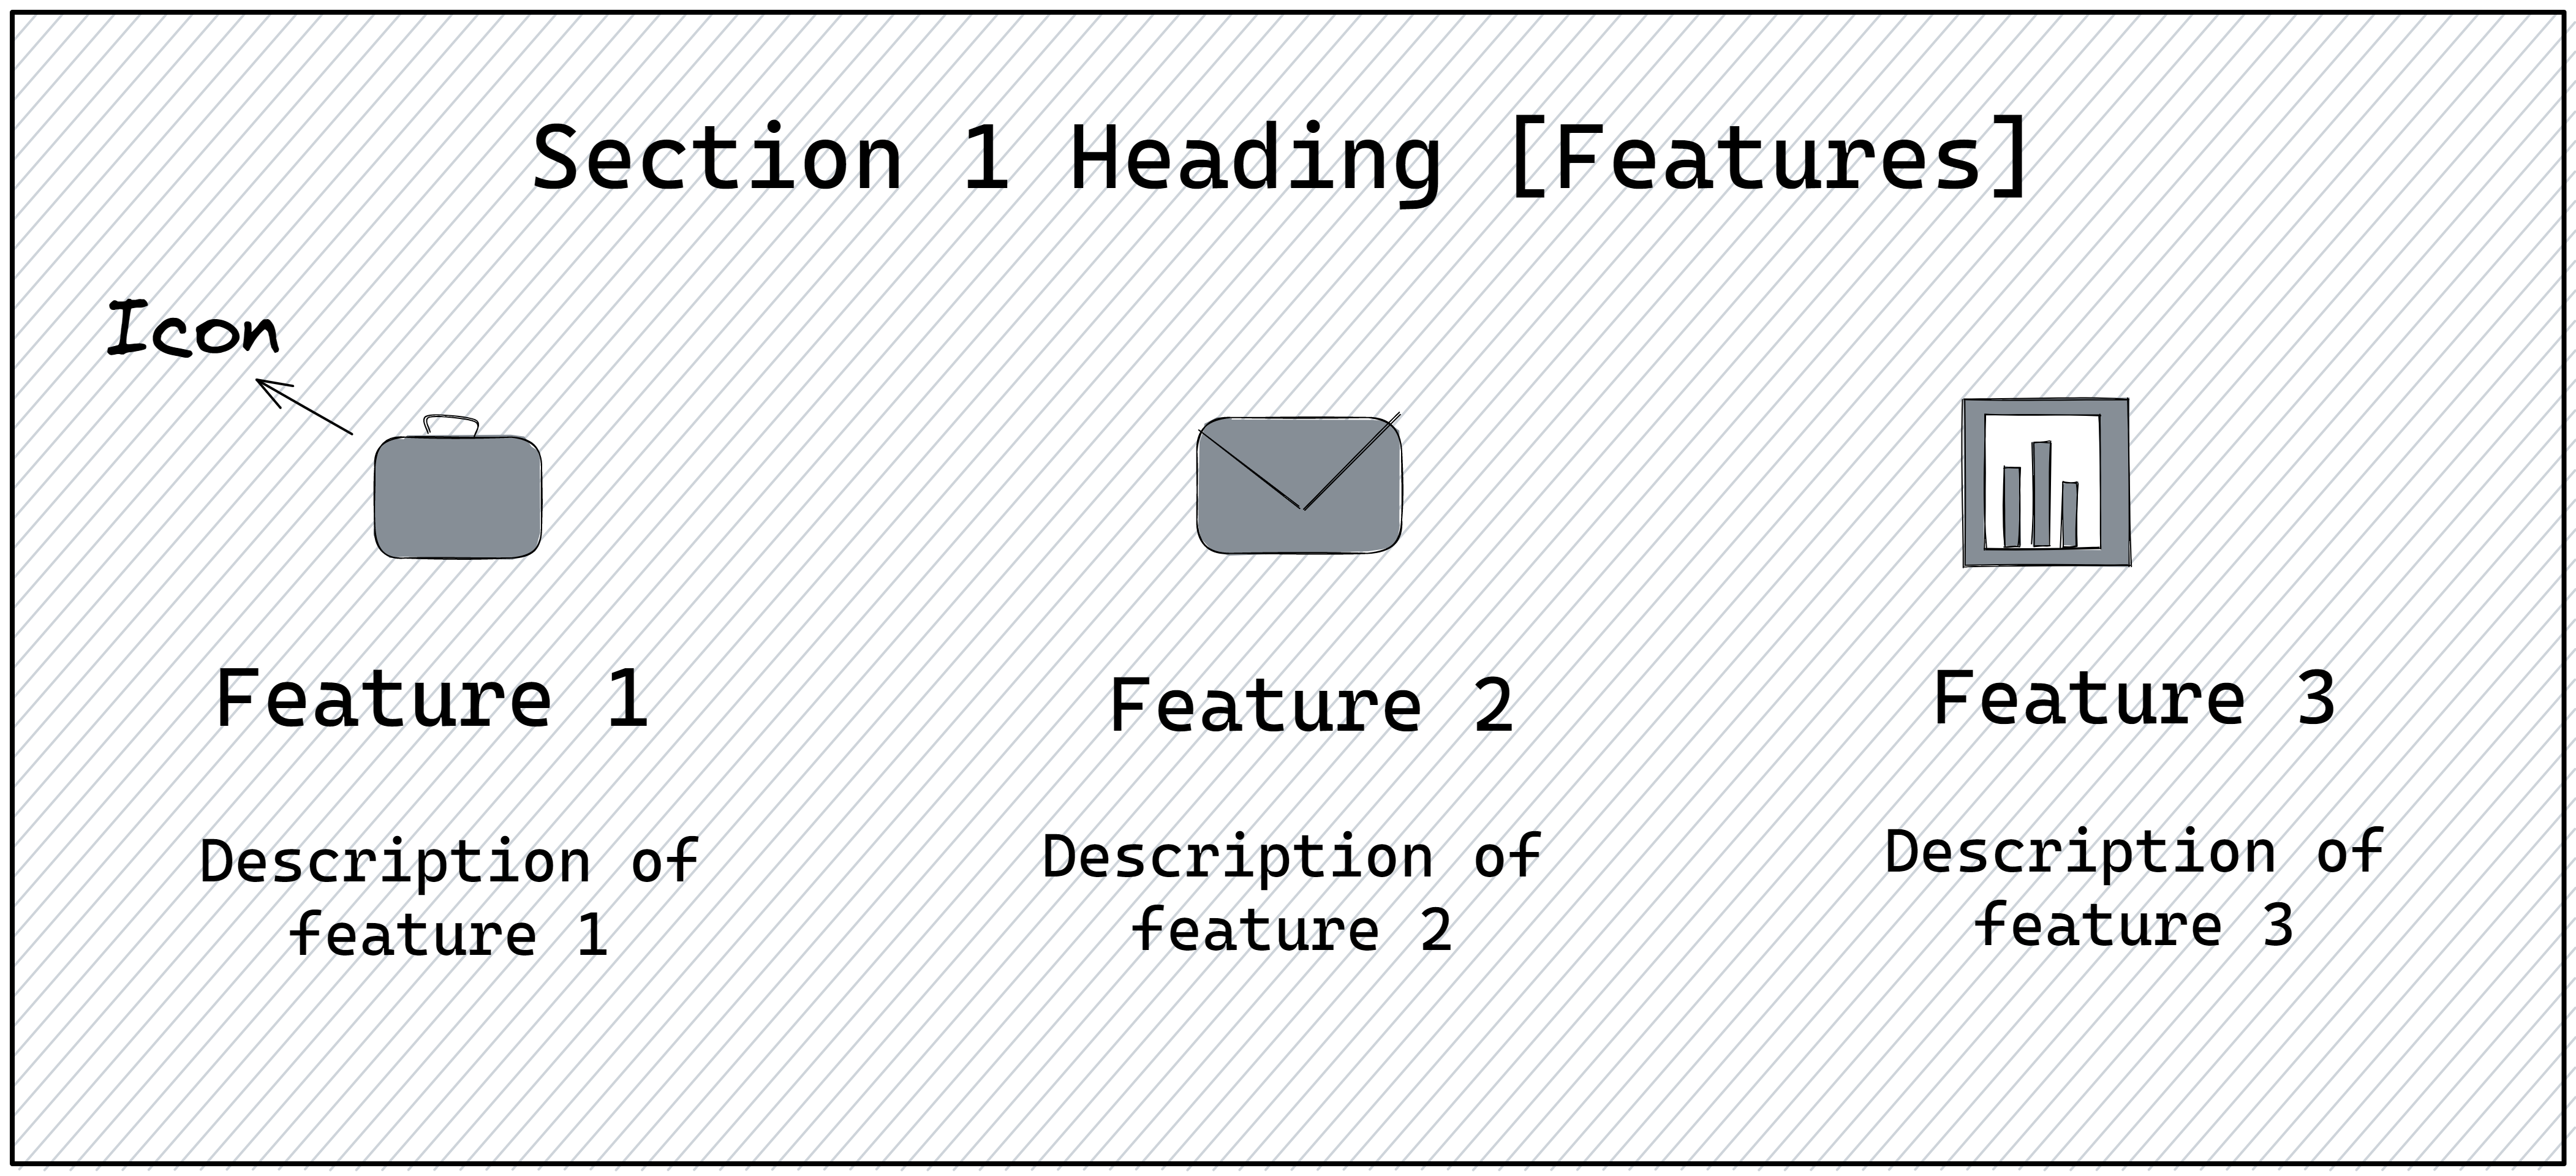 Section 1 Heading [Features]
Icon
Feature 1
Feature 2
Feature 3
Description of
feature 1
Description of
feature 2
Description of
feature 3